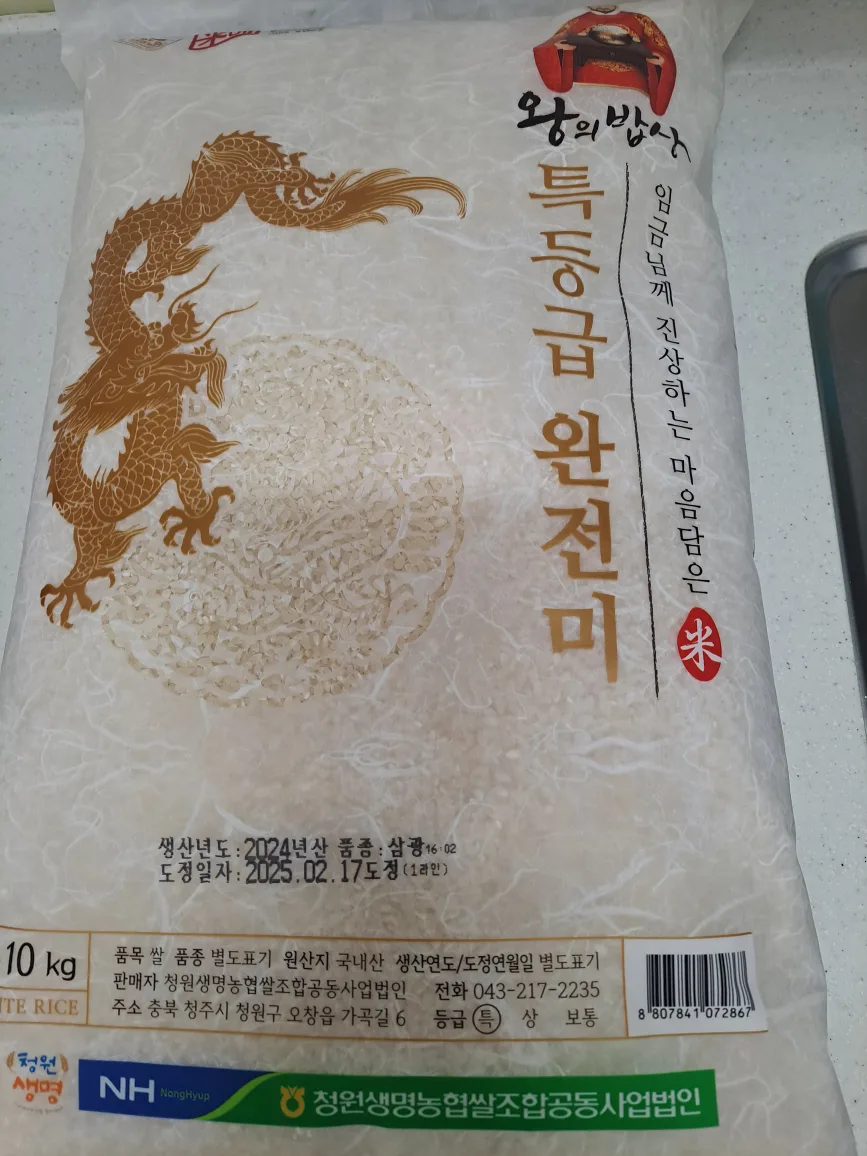 왕의밥상
특등급 완전미
임금님께 진상하는 마음담은
米
생산년도:2024년산 품종:삼광 16:02
도정일자:2025.02.17도정(1라인)
10 kg
ITE RICE
품목 쌀 품종 별도표기 원산지 국내산 생산연도/도정연월일 별도표기
판매자 청원생명농협쌀조합공동사업법인 전화 043-217-2235
주소 충북 청주시 청원구 오창읍 가곡길 6 등급 특 상 보통
8 807841 072867
청원
생명
NH NongHyup
청원생명농협쌀조합공동사업법인